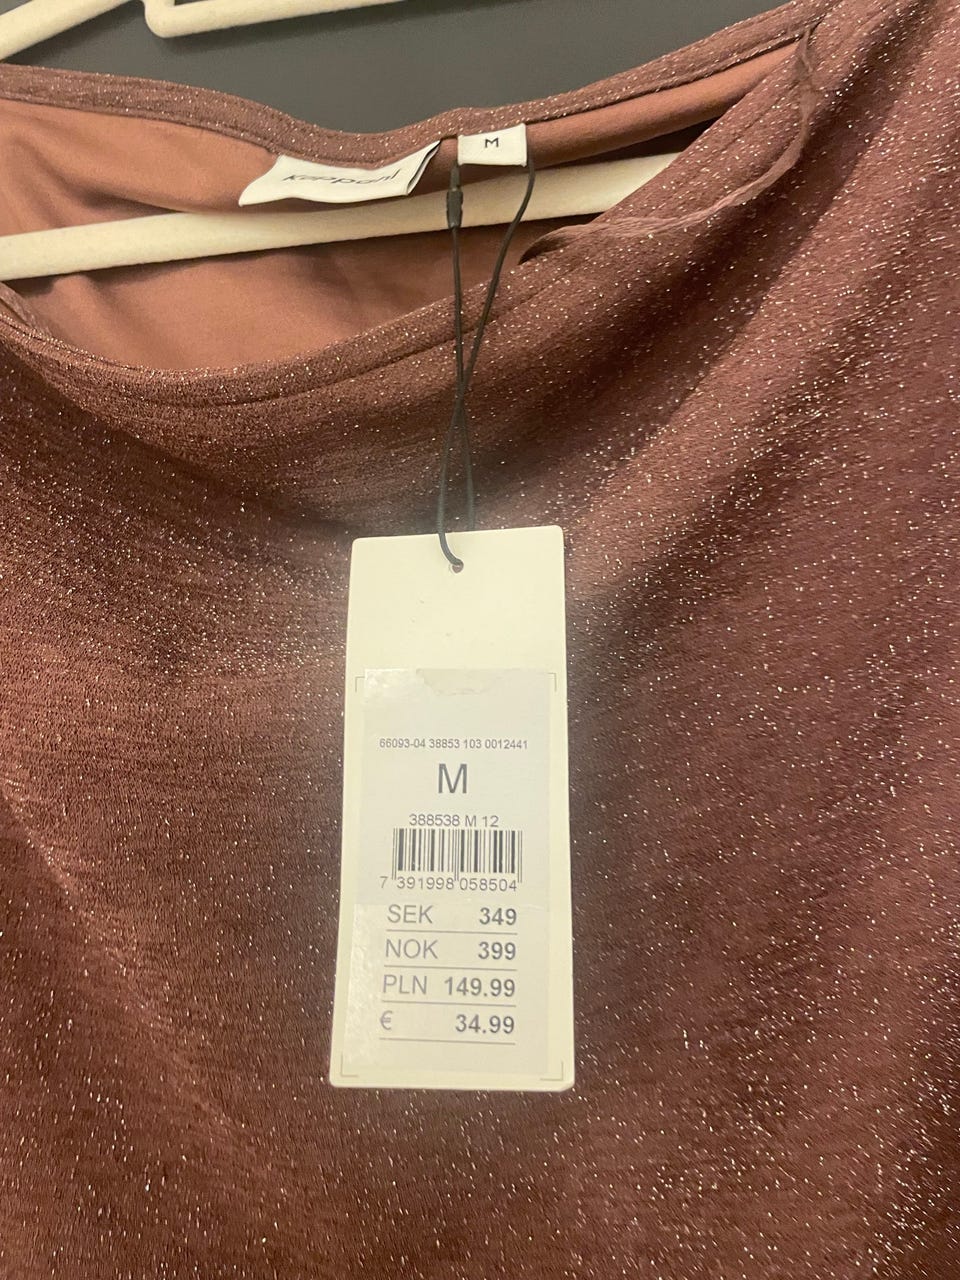 M
KappAhl
66093-04 38853 103 0012441
M
388538 M 12
7 391998 058504
SEK 349
NOK 399
PLN 149.99
€ 34.99